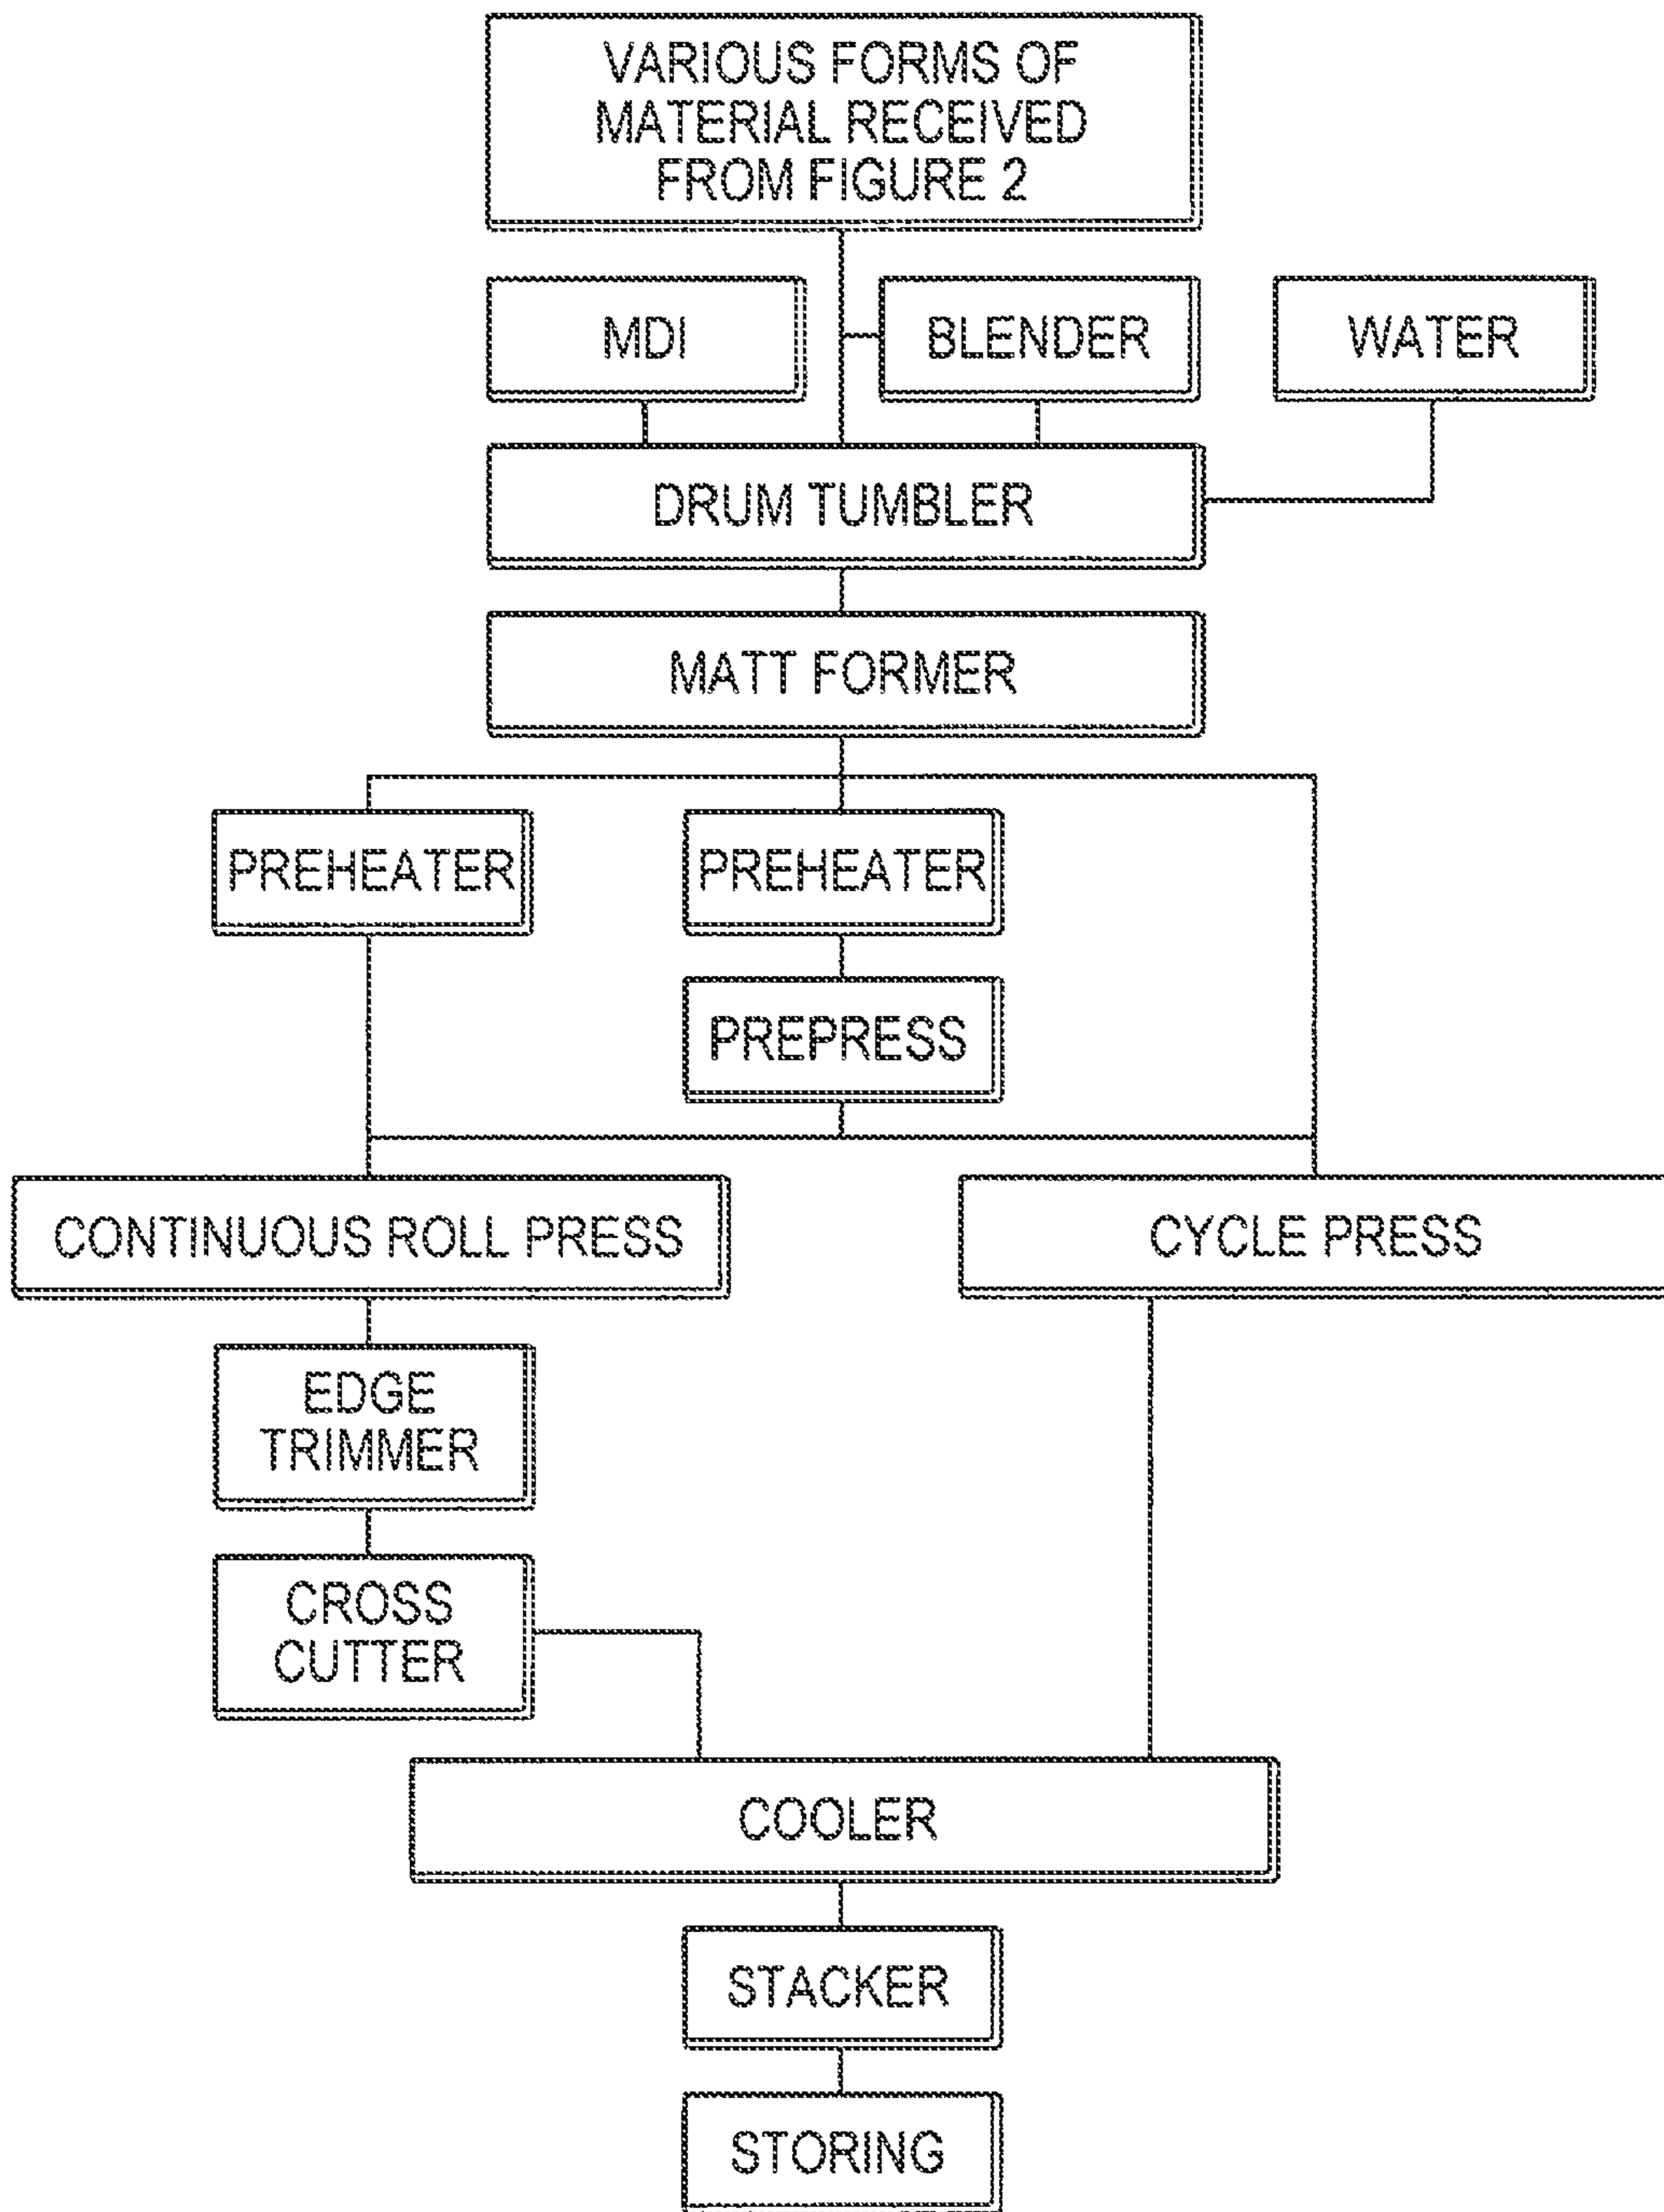 VARIOUS FORMS OF
MATERIAL RECEIVED
FROM FIGURE 2
MDI
BLENDER
WATER
DRUM TUMBLER
MATT FORMER
PREHEATER
PREHEATER
PREPRESS
CONTINUOUS ROLL PRESS
CYCLE PRESS
EDGE
TRIMMER
CROSS
CUTTER
COOLER
STACKER
STORING